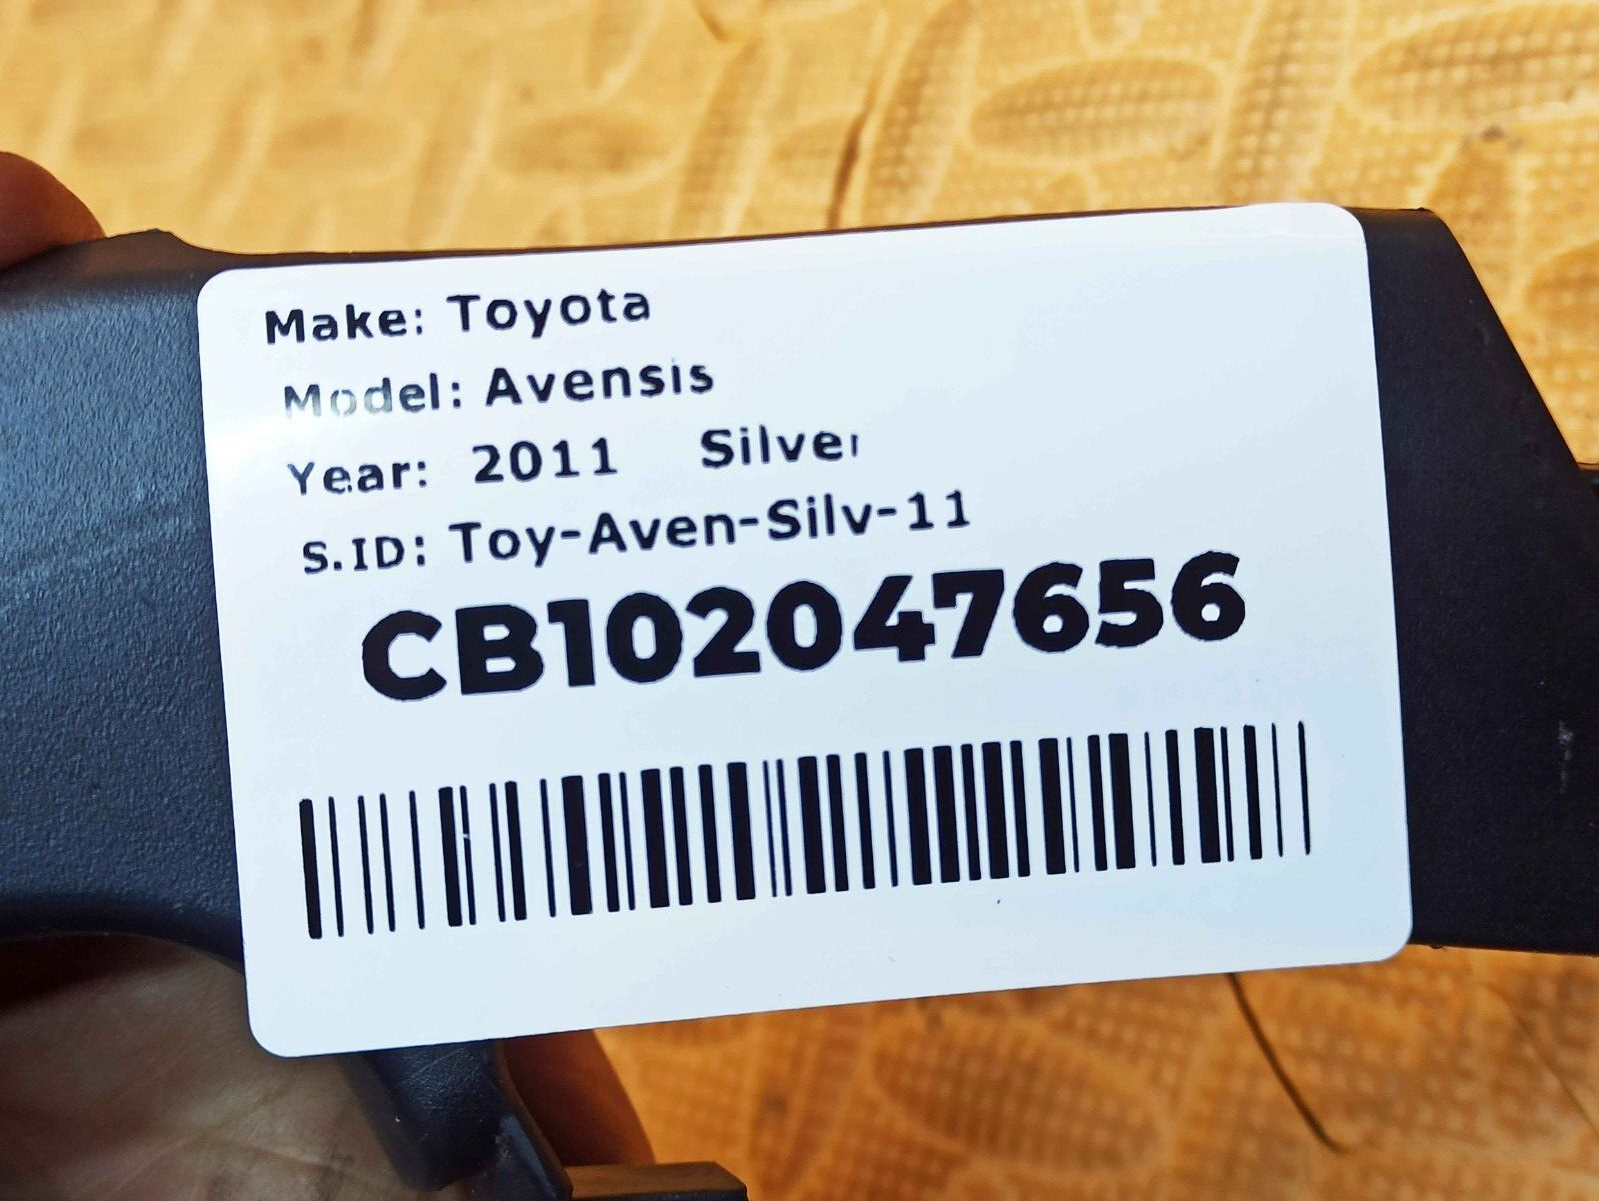 Make: Toyota
Model: Avensis
Year: 2011 Silver
S.ID: Toy-Aven-Silv-11
CB102047656